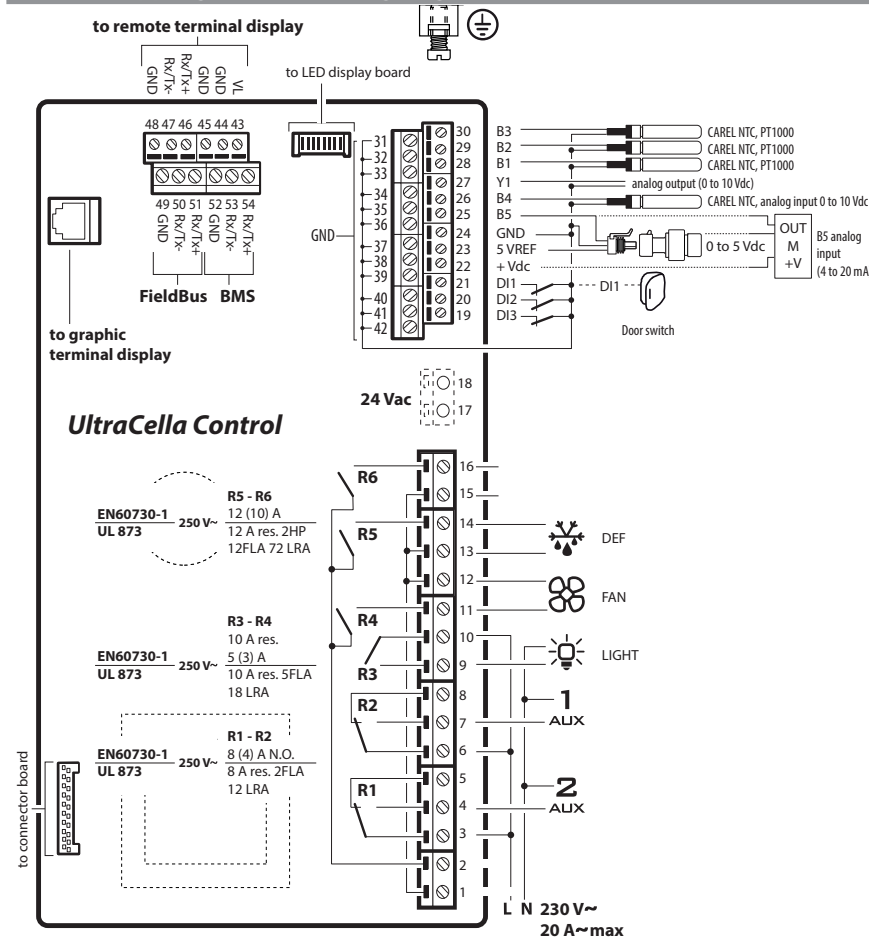 to remote terminal display
GND
Rx/Tx-
Rx/Tx+
GND
GND
VL
to LED display board
48 47 46 45 44 43
49 50 51 52 53 54
GND
Rx/Tx-
Rx/Tx+
GND
Rx/Tx-
Rx/Tx+
FieldBus BMS
to graphic
terminal display
GND
31
32
33
34
35
36
37
38
39
40
41
42
30 B3 CAREL NTC, PT1000
29 B2 CAREL NTC, PT1000
28 B1 CAREL NTC, PT1000
27 Y1 analog output (0 to 10 Vdc)
26 B4 CAREL NTC, analog input 0 to 10 Vdc
25 B5
24 GND
23 5 VREF 0 to 5 Vdc
22 + Vdc
21 DI1 DI1
20 DI2
19 DI3
OUT
M
+V
B5 analog
input
(4 to 20 mA
Door switch
24 Vac
18
17
UltraCella Control
R5 - R6
EN60730-1
UL 873
250 V~
12 (10) A
12 A res. 2HP
12FLA 72 LRA
R3 - R4
10 A res.
EN60730-1
UL 873
250 V~
5 (3) A
10 A res. 5FLA
18 LRA
R1 - R2
EN60730-1
UL 873
250 V~
8 (4) A N.O.
8 A res. 2FLA
12 LRA
to connector board
R6
R5
R4
R3
R2
R1
16
15
14
13
12
11
10
9
8
7
6
5
4
3
2
1
DEF
FAN
LIGHT
1
AUX
2
AUX
L N 230 V~
20 A~max